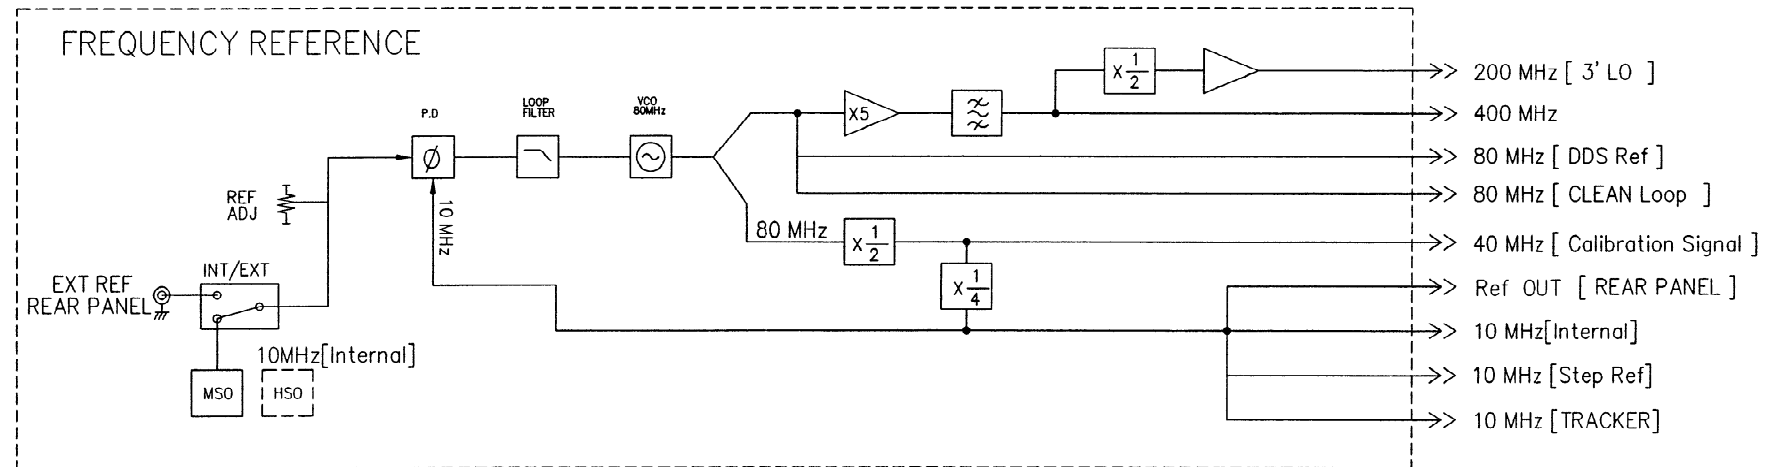 FREQUENCY REFERENCE
X 1/2
200 MHz [ 3' LO ]
LOOP
FILTER
VCO
80MHz
P.D
X5
400 MHz
Ø
80 MHz [ DDS Ref ]
REF
ADJ
10 MHz
80 MHz [ CLEAN Loop ]
80 MHz
X 1/2
40 MHz [ Calibration Signal ]
INT/EXT
EXT REF
REAR PANEL
X 1/4
Ref OUT [ REAR PANEL ]
10 MHz[Internal]
10MHz[Internal]
MSO
HSO
10 MHz [Step Ref]
10 MHz [TRACKER]